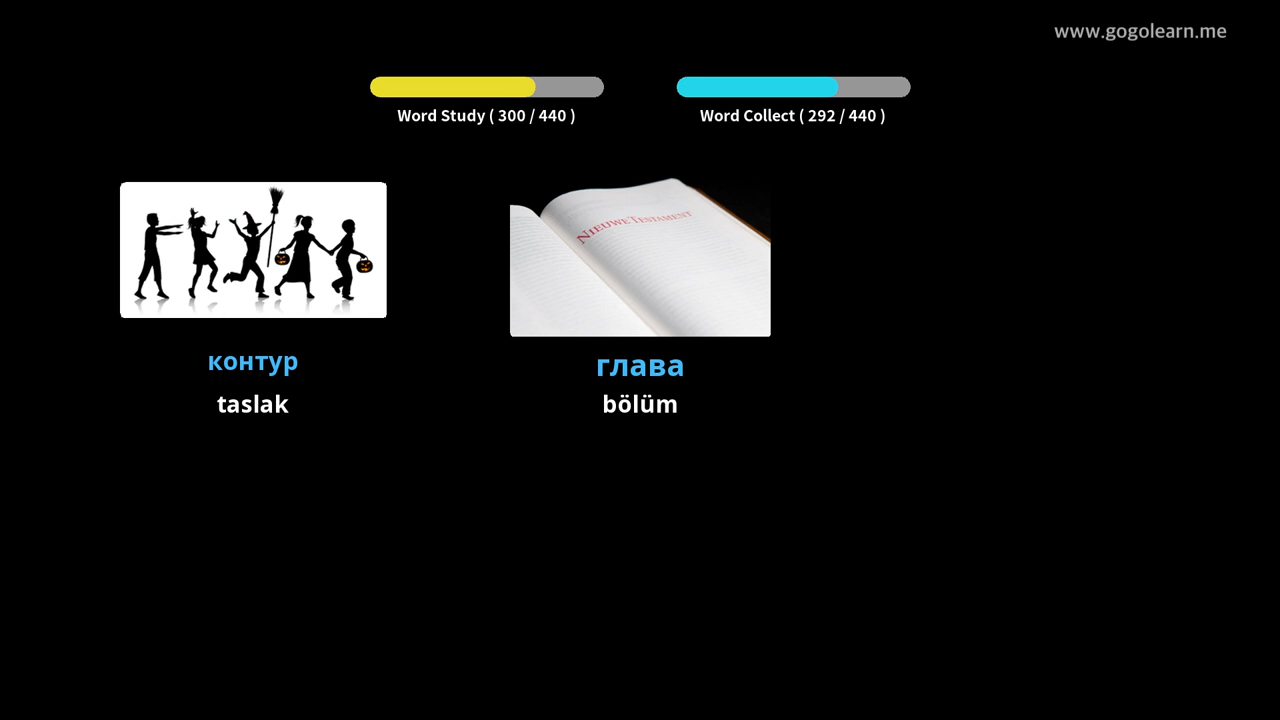 www.gogolearn.me
Word Study ( 300 / 440 )
Word Collect ( 292 / 440 )
NIEUWE TESTAMENT
контур
taslak
глава
bölüm